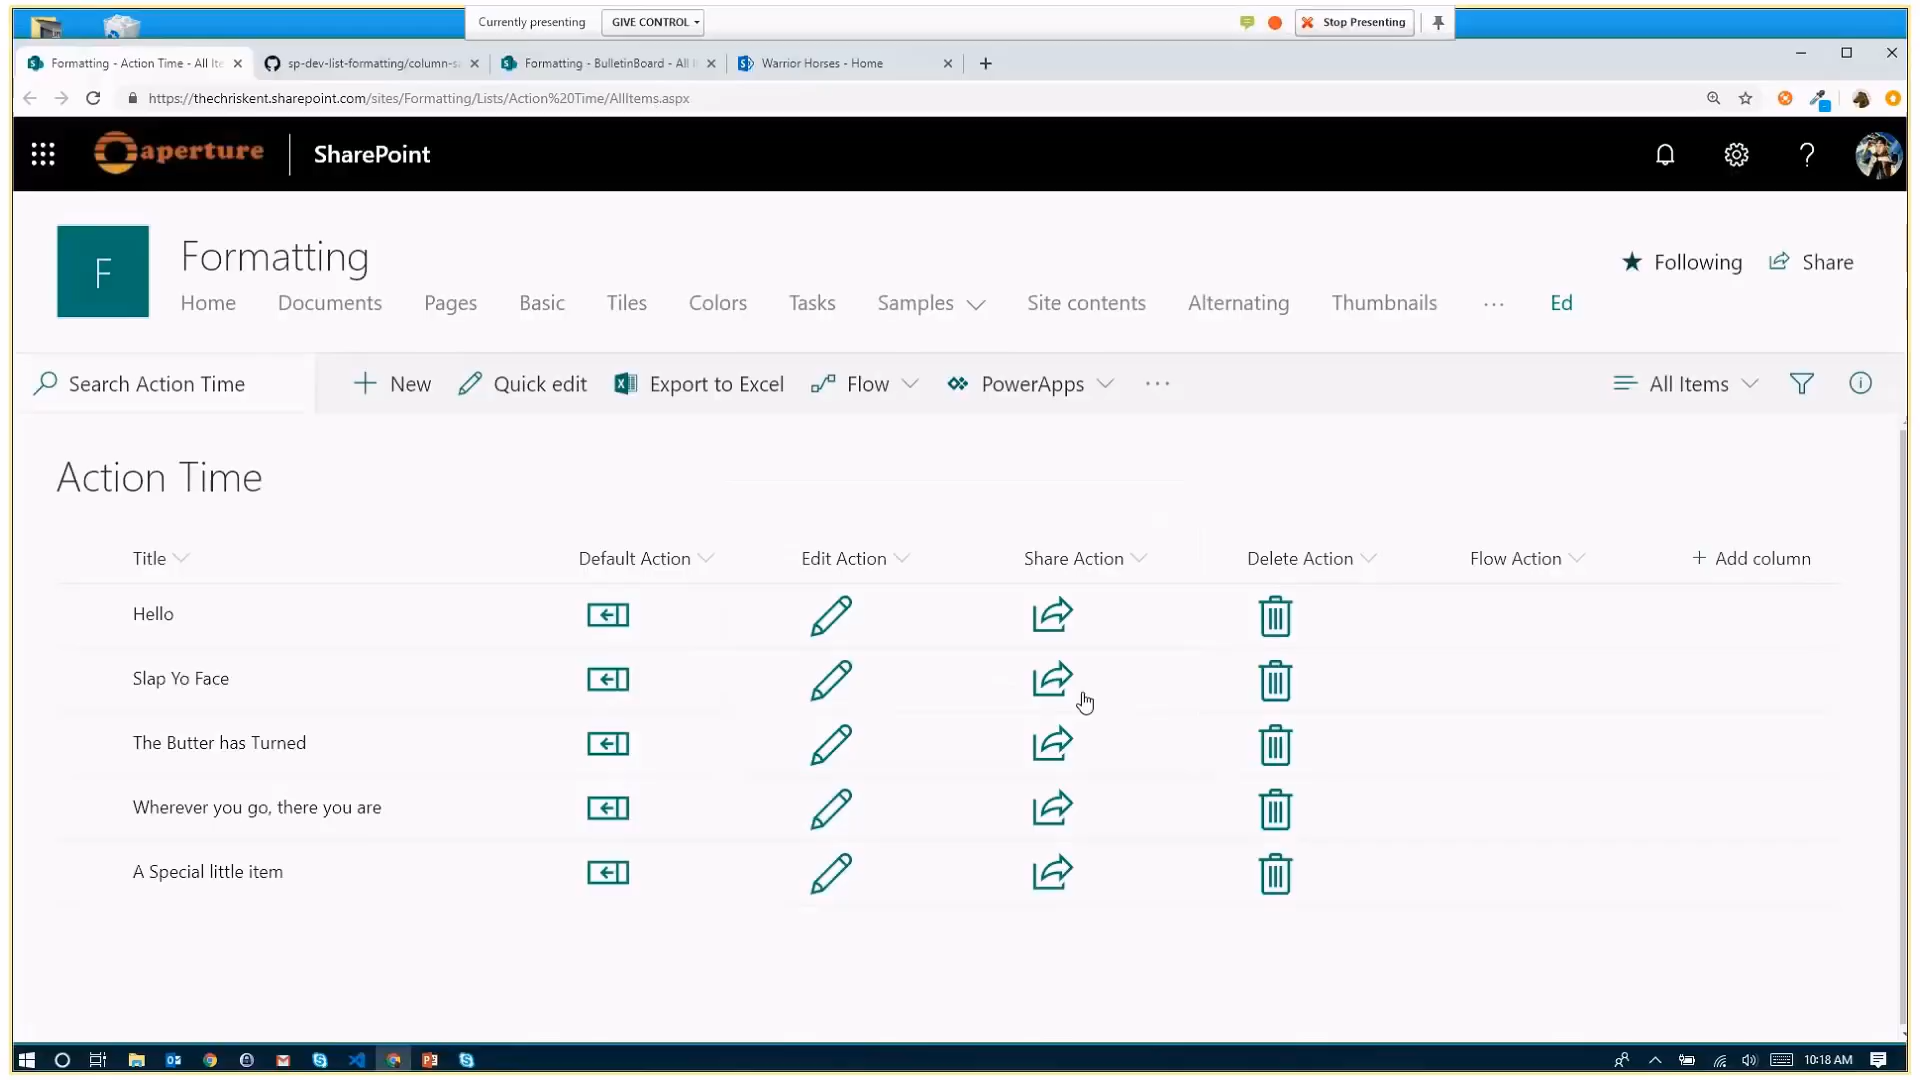 Currently presenting GIVE CONTROL Stop Presenting
Formatting - Action Time - All Ite sp-dev-list-formatting/column-s Formatting - BulletinBoard - All Warrior Horses - Home
https://thechriskent.sharepoint.com/sites/Formatting/Lists/Action%20Time/AllItems.aspx
aperture SharePoint
F
Formatting
Following Share
Home Documents Pages Basic Tiles Colors Tasks Samples Site contents Alternating Thumbnails ... Ed
Search Action Time New Quick edit Export to Excel Flow PowerApps ... All Items
Action Time
Title Default Action Edit Action Share Action Delete Action Flow Action + Add column
Hello
Slap Yo Face
The Butter has Turned
Wherever you go, there you are
A Special little item
10:18 AM